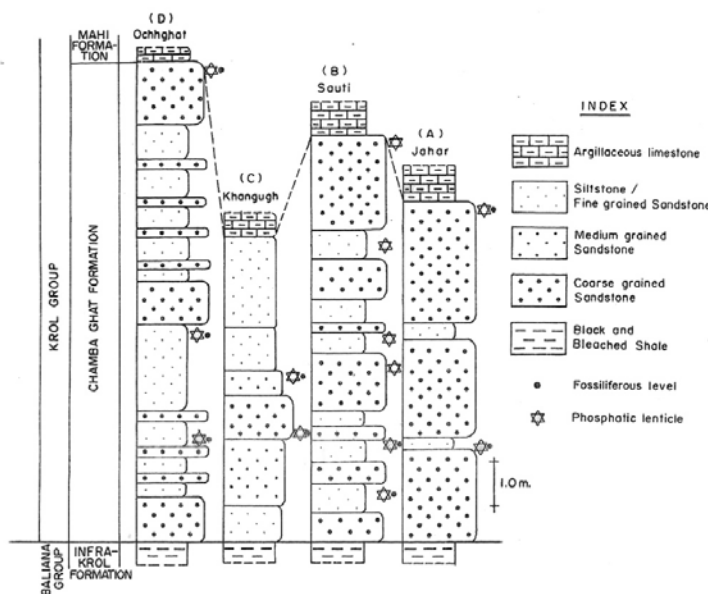 MAHI
FORMA-
TION
KROL GROUP
CHAMBA GHAT FORMATION
BALIANA
GROUP
INFRA-
KROL
FORMATION
(D)
Ochhghat
(C)
Khangugh
(B)
Sauti
(A)
Jahar
INDEX
Argillaceous limestone
Siltstone /
Fine grained Sandstone
Medium grained
Sandstone
Coarse grained
Sandstone
Black and
Bleached Shale
Fossiliferous level
Phosphatic lenticle
1.0 m.